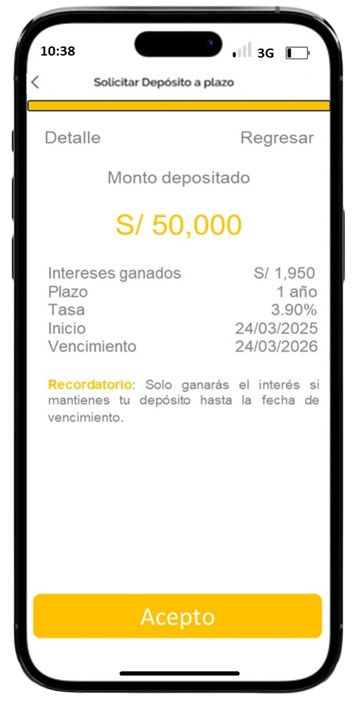 10:38
3G
Solicitar Depósito a plazo
Detalle Regresar
Monto depositado
S/ 50,000
Intereses ganados S/ 1,950
Plazo 1 año
Tasa 3.90%
Inicio 24/03/2025
Vencimiento 24/03/2026
Recordatorio: Solo ganarás el interés si
mantienes tu depósito hasta la fecha de
vencimiento.
Acepto